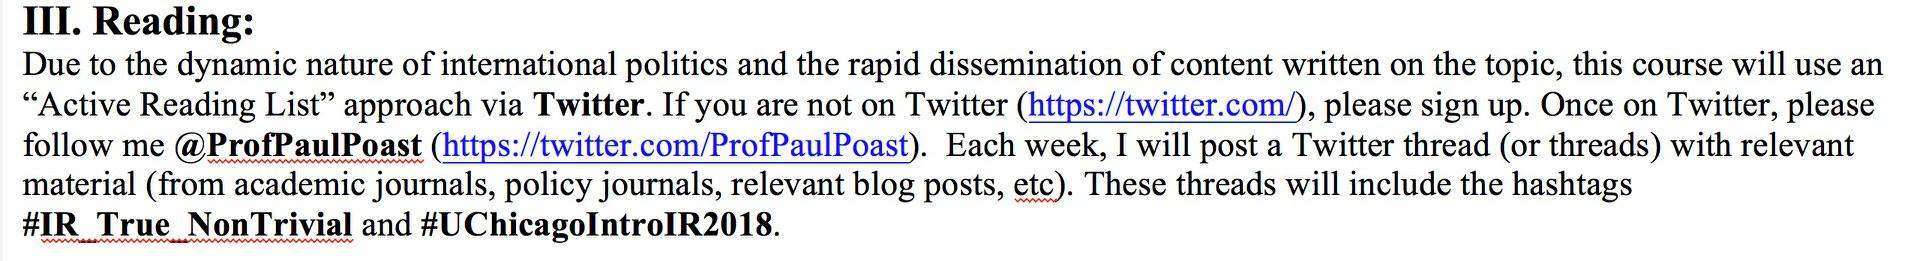 III. Reading:
Due to the dynamic nature of international politics and the rapid dissemination of content written on the topic, this course will use an
“Active Reading List” approach via Twitter. If you are not on Twitter (https://twitter.com/), please sign up. Once on Twitter, please
follow me @ProfPaulPoast (https://twitter.com/ProfPaulPoast).  Each week, I will post a Twitter thread (or threads) with relevant
material (from academic journals, policy journals, relevant blog posts, etc). These threads will include the hashtags
#IR_True_NonTrivial and #UChicagoIntroIR2018.